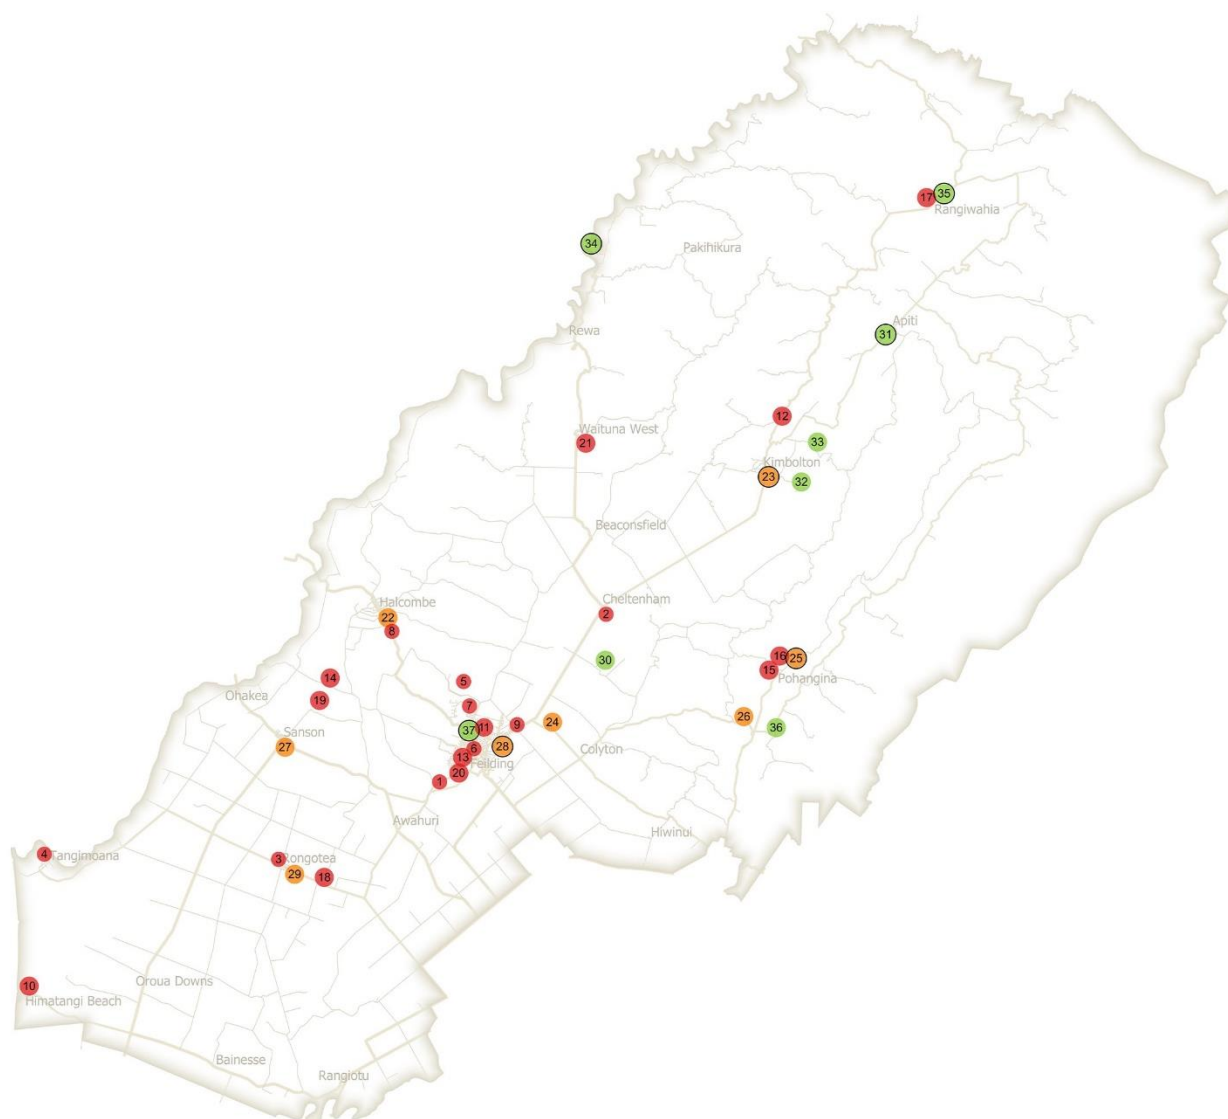 17
35
Rangiwahia
34
Pakihikura
Rewa
Apiti
31
12
Waituna West
21
33
Kimbolton
23
32
Beaconsfield
Halcombe
22
8
Cheltenham
2
30
16
25
15
Pohangina
14
5
Ohakea
19
7
26
37
11
9
24
36
Sanson
27
6
28
Colyton
13
Feilding
20
1
Awahuri
Hiwinui
4
Tangimoana
3
Rongotea
29
18
Oroua Downs
10
Himatangi Beach
Bainesse
Rangiotu